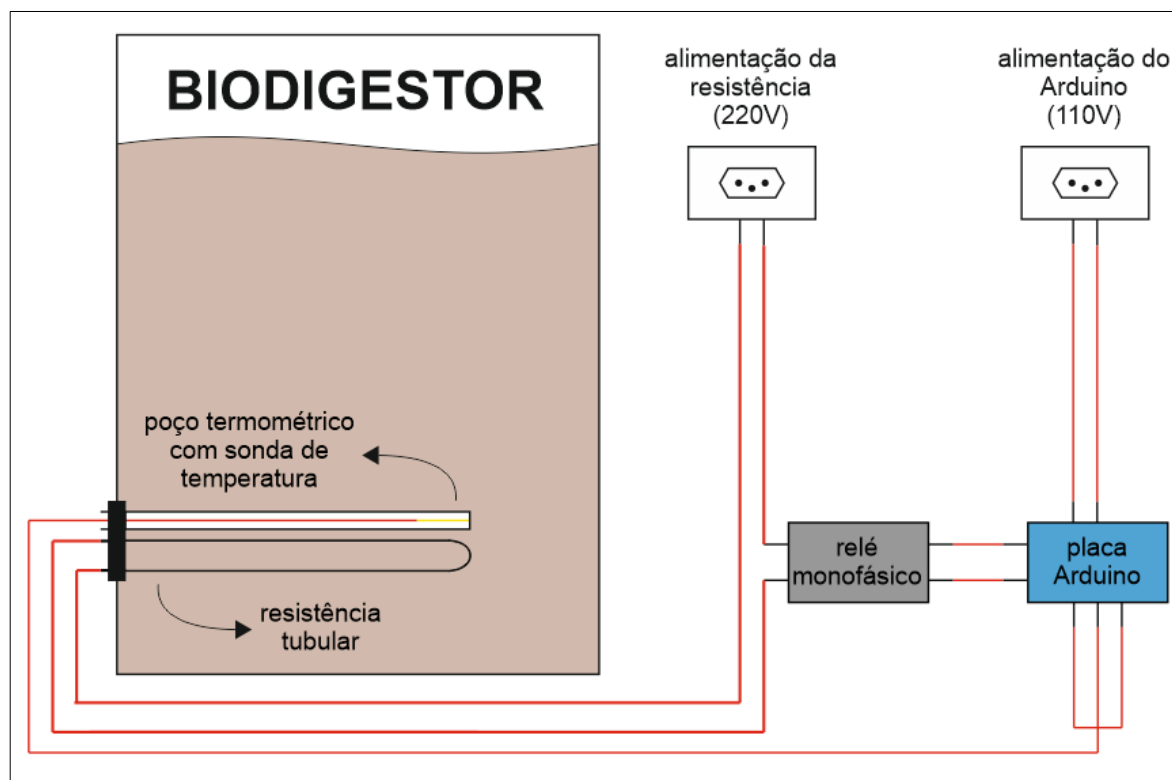 BIODIGESTOR
alimentação da
resistência
(220V)
alimentação do
Arduino
(110V)
poço termométrico
com sonda de
temperatura
relé
monofásico
placa
Arduino
resistência
tubular